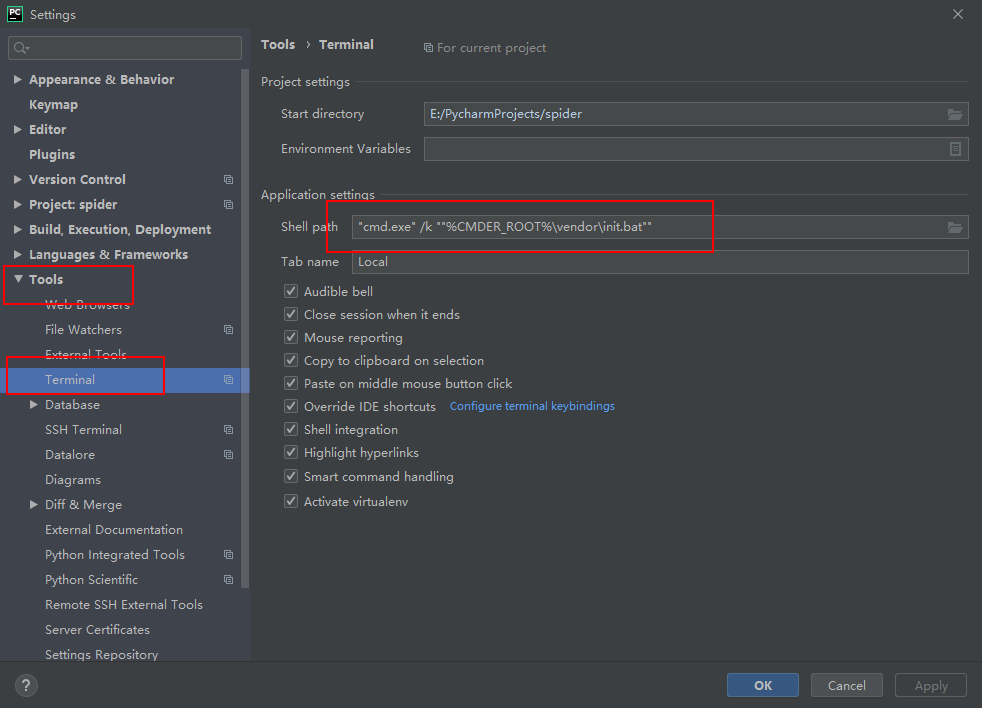 PC
Settings
Appearance & Behavior
Keymap
Editor
Plugins
Version Control
Project: spider
Build, Execution, Deployment
Languages & Frameworks
Tools
Web Browsers
File Watchers
External Tools
Terminal
Database
SSH Terminal
Datalore
Diagrams
Diff & Merge
External Documentation
Python Integrated Tools
Python Scientific
Remote SSH External Tools
Server Certificates
Settings Repository
Tools › Terminal For current project
Project settings
Start directory E:/PycharmProjects/spider
Environment Variables
Application settings
Shell path "cmd.exe" /k ""%CMDER_ROOT%\vendor\init.bat""
Tab name Local
Audible bell
Close session when it ends
Mouse reporting
Copy to clipboard on selection
Paste on middle mouse button click
Override IDE shortcuts Configure terminal keybindings
Shell integration
Highlight hyperlinks
Smart command handling
Activate virtualenv
? OK Cancel Apply